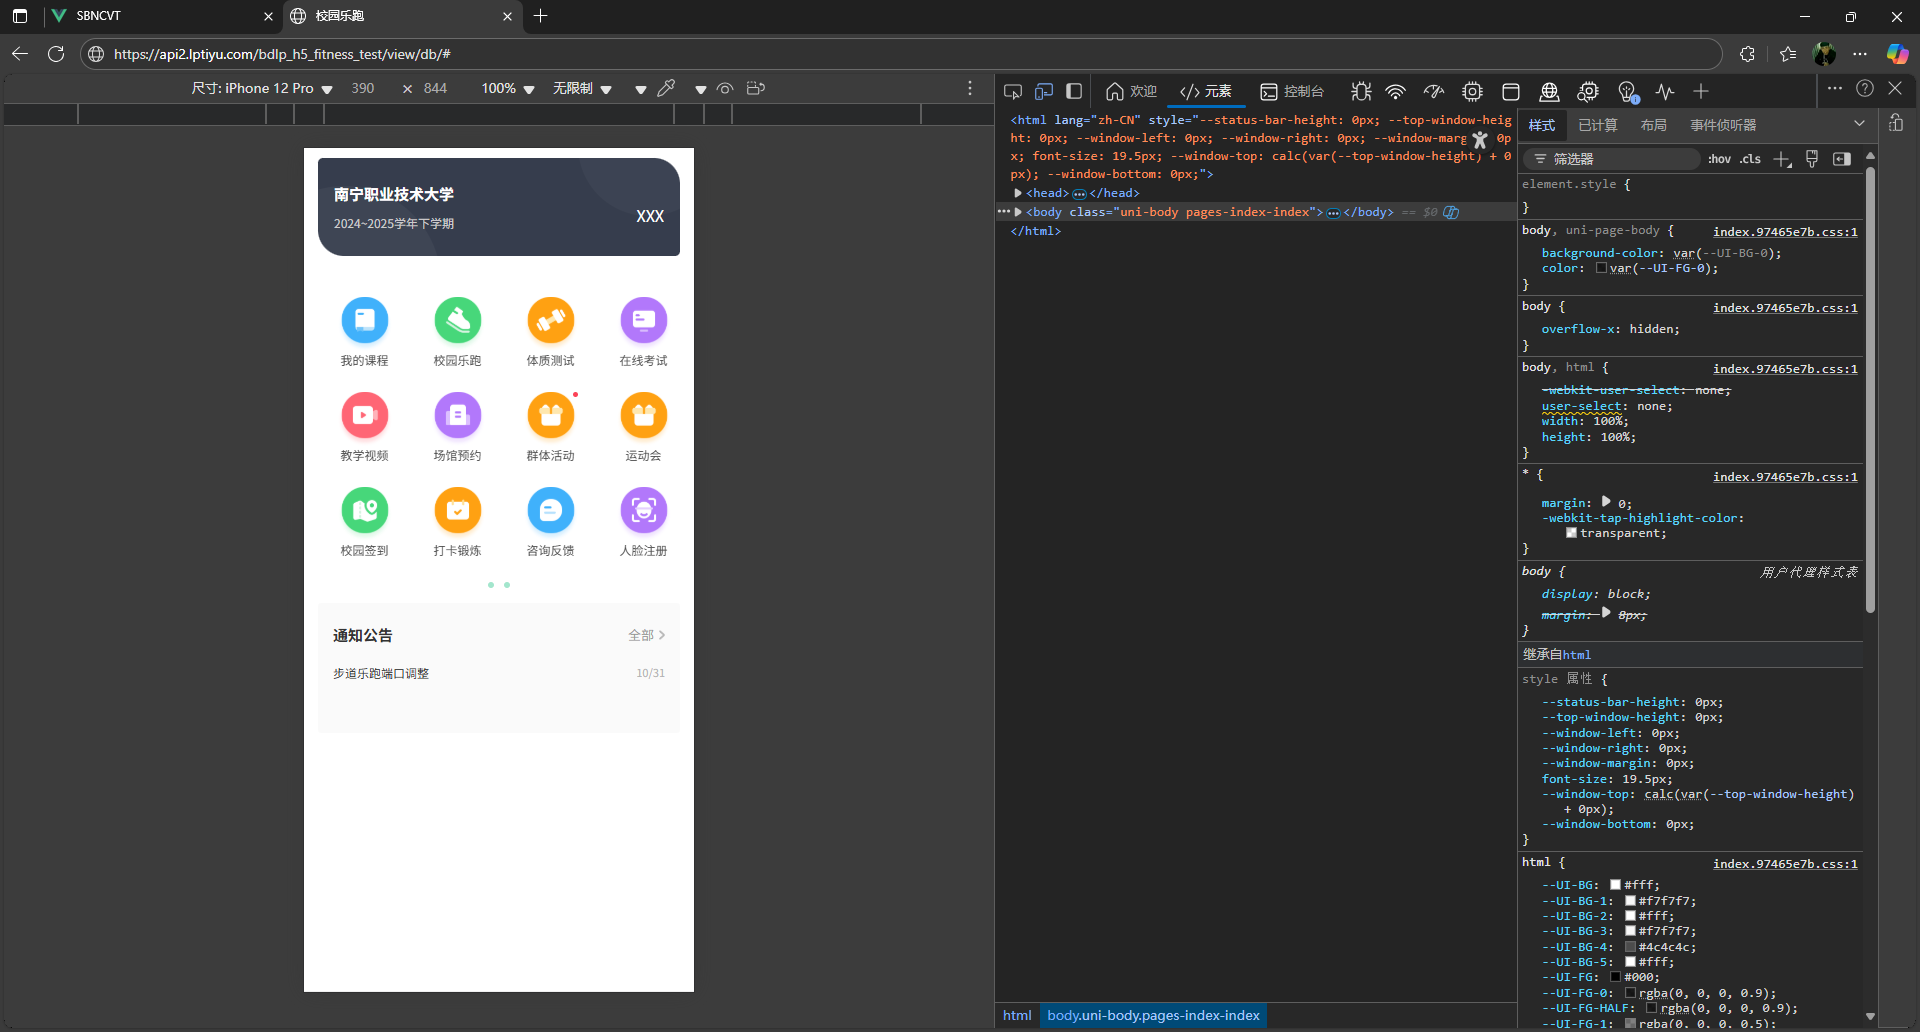 SBNCVT
校园乐跑
https://api2.lptiyu.com/bdlp_h5_fitness_test/view/db/#
尺寸: iPhone 12 Pro 390 × 844 100% 无限制
欢迎 元素 控制台
南宁职业技术大学
2024~2025学年下学期
XXX
我的课程 校园乐跑 体质测试 在线考试
教学视频 场馆预约 群体活动 运动会
校园签到 打卡锻炼 咨询反馈 人脸注册
通知公告 全部
步道乐跑端口调整 10/31
<html lang="zh-CN" style="--status-bar-height: 0px; --top-window-heig
ht: 0px; --window-left: 0px; --window-right: 0px; --window-marg 0p
x; font-size: 19.5px; --window-top: calc(var(--top-window-height) + 0
px); --window-bottom: 0px;">
<head> </head>
<body class="uni-body pages-index-index"> </body> == $0
</html>
html body.uni-body.pages-index-index
样式 已计算 布局 事件侦听器
筛选器 :hov .cls
element.style {
}
body, uni-page-body { index.97465e7b.css:1
background-color: var(--UI-BG-0);
color: var(--UI-FG-0);
}
body { index.97465e7b.css:1
overflow-x: hidden;
}
body, html { index.97465e7b.css:1
-webkit-user-select: none;
user-select: none;
width: 100%;
height: 100%;
}
* { index.97465e7b.css:1
margin: 0;
-webkit-tap-highlight-color:
transparent;
}
body { 用户代理样式表
display: block;
margin: 8px;
}
继承自html
style 属性 {
--status-bar-height: 0px;
--top-window-height: 0px;
--window-left: 0px;
--window-right: 0px;
--window-margin: 0px;
font-size: 19.5px;
--window-top: calc(var(--top-window-height)
+ 0px);
--window-bottom: 0px;
}
html { index.97465e7b.css:1
--UI-BG: #fff;
--UI-BG-1: #f7f7f7;
--UI-BG-2: #fff;
--UI-BG-3: #f7f7f7;
--UI-BG-4: #4c4c4c;
--UI-BG-5: #fff;
--UI-FG: #000;
--UI-FG-0: rgba(0, 0, 0, 0.9);
--UI-FG-HALF: rgba(0, 0, 0, 0.9);
--UI-FG-1: rgba(0, 0, 0, 0.5);